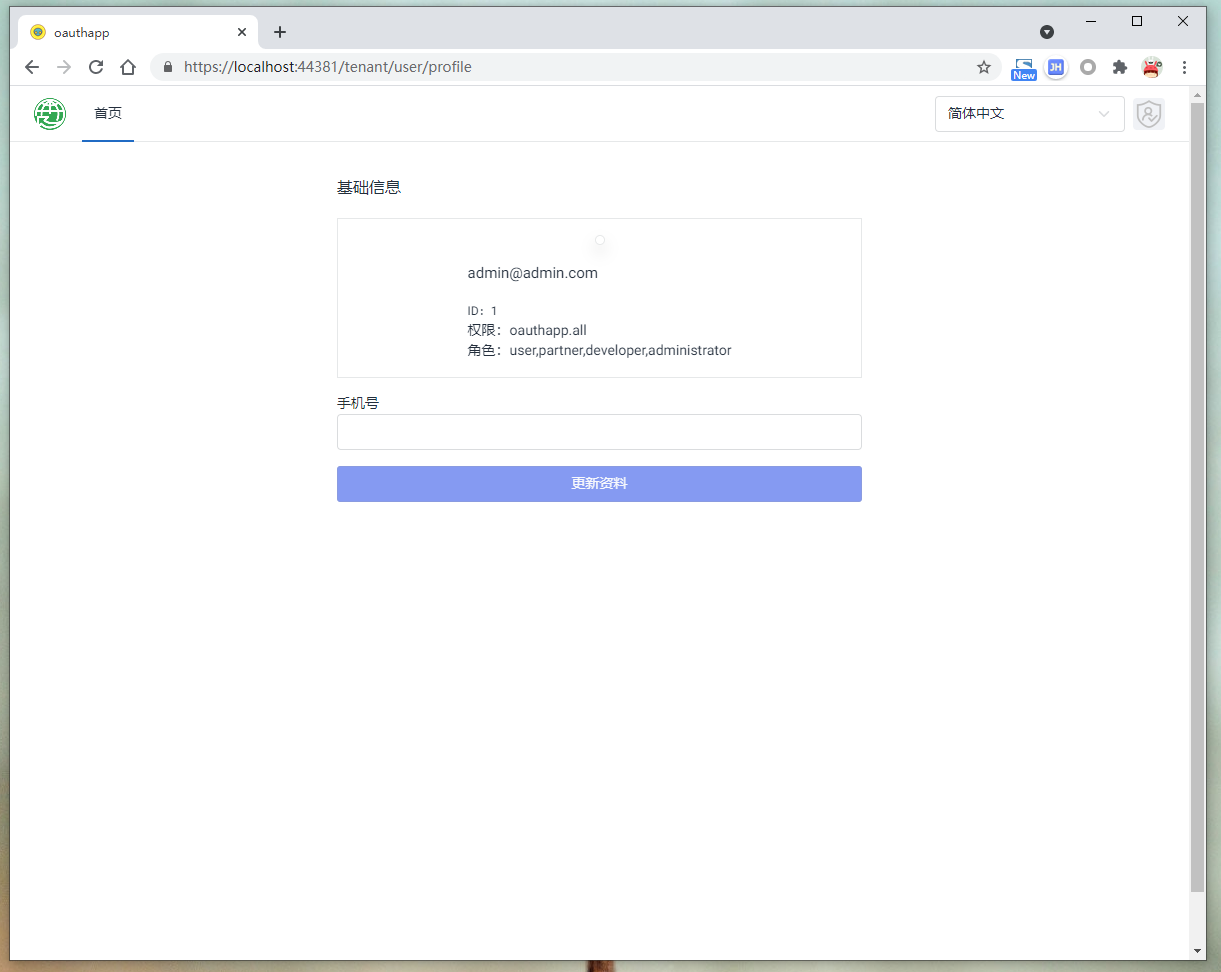 oauthapp
https://localhost:44381/tenant/user/profile
New
JH
首页
简体中文
基础信息
admin@admin.com
ID：1
权限：oauthapp.all
角色：user,partner,developer,administrator
手机号
更新资料